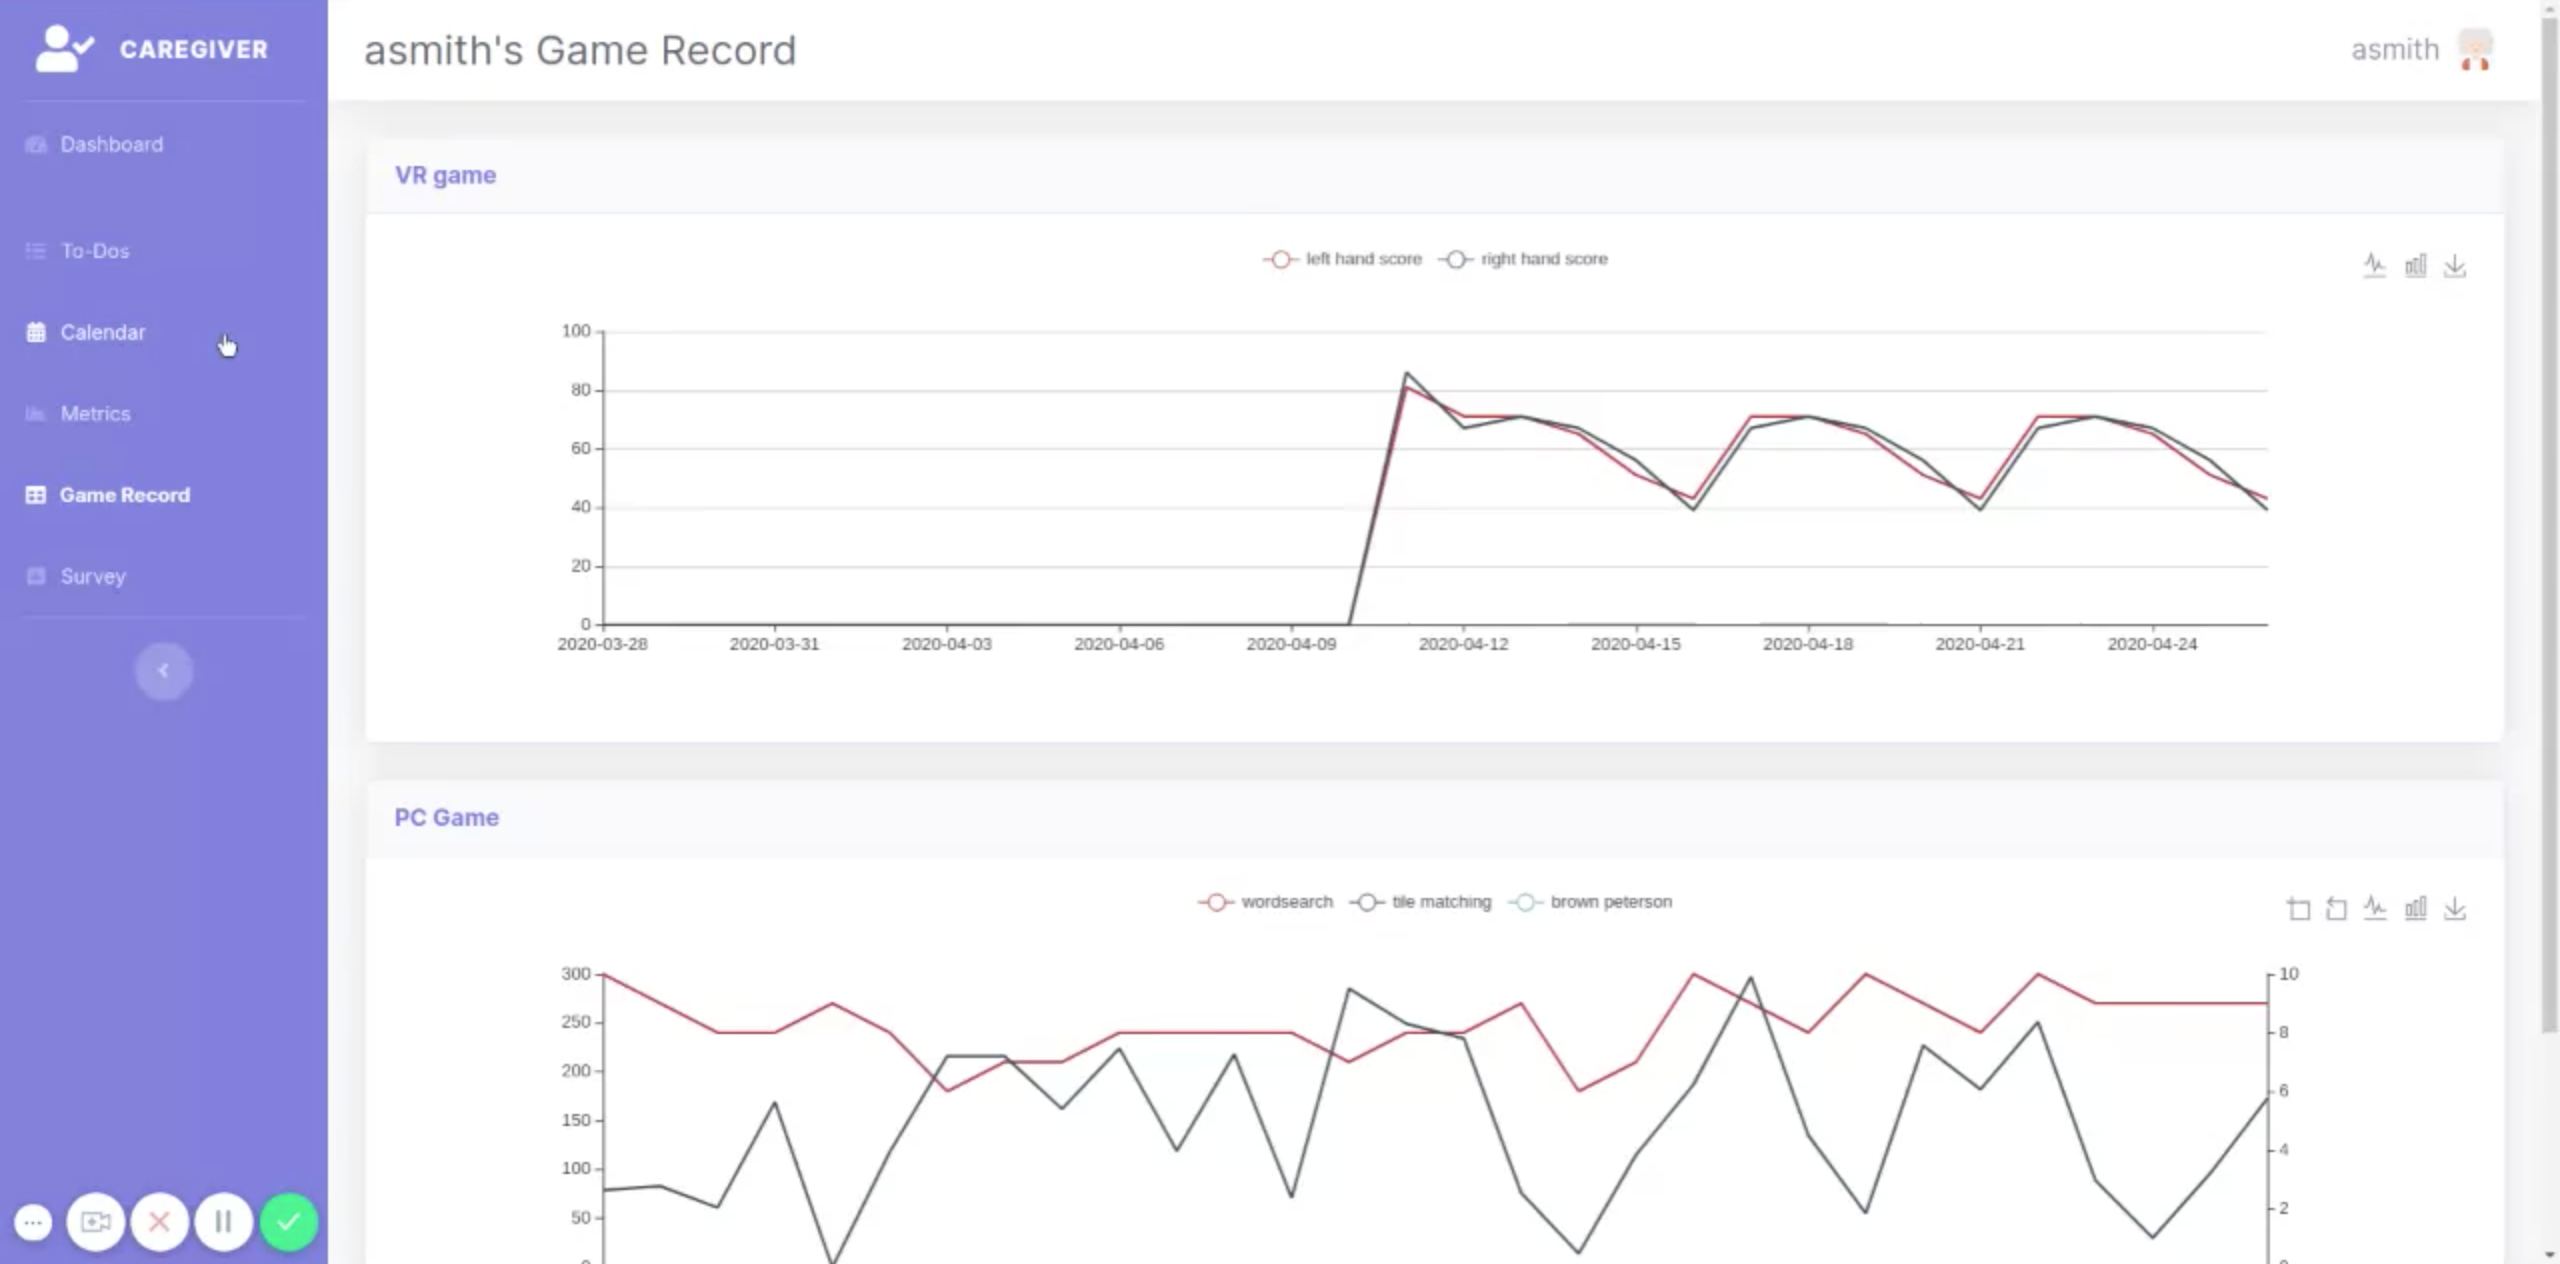 CAREGIVER
asmith's Game Record
asmith
Dashboard
To-Dos
Calendar
Metrics
Game Record
Survey
VR game
left hand score right hand score
100
80
60
40
20
0
2020-03-28 2020-03-31 2020-04-03 2020-04-06 2020-04-09 2020-04-12 2020-04-15 2020-04-18 2020-04-21 2020-04-24
PC Game
wordsearch tile matching brown peterson
300 10
250
8
200
6
150
4
100
2
50